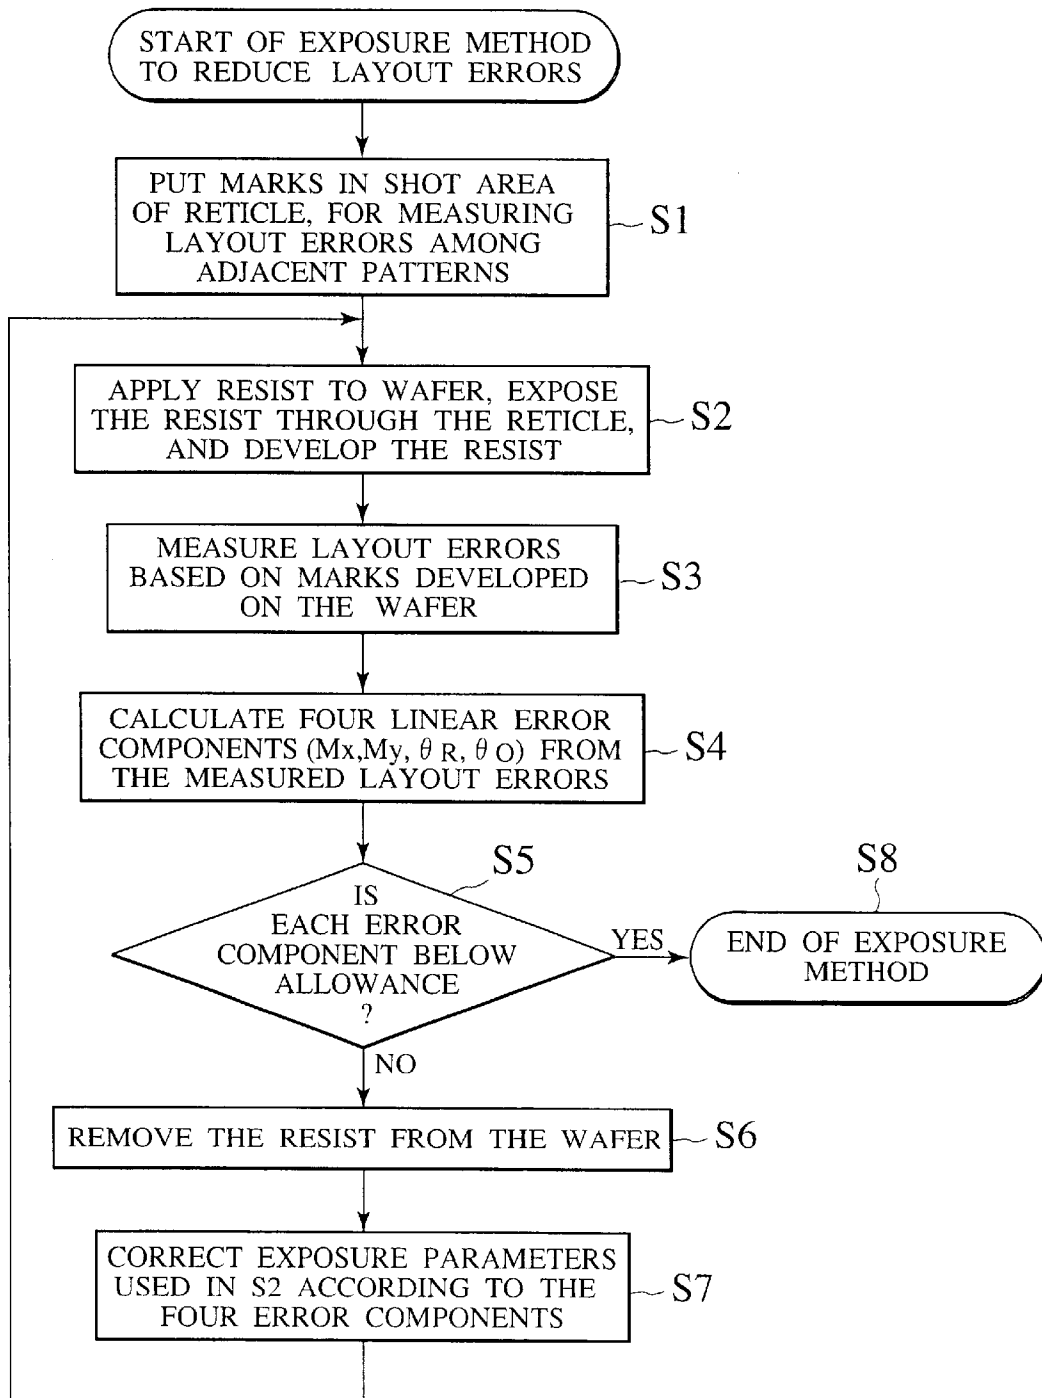 START OF EXPOSURE METHOD
TO REDUCE LAYOUT ERRORS
PUT MARKS IN SHOT AREA
OF RETICLE, FOR MEASURING
LAYOUT ERRORS AMONG
ADJACENT PATTERNS
S1
APPLY RESIST TO WAFER, EXPOSE
THE RESIST THROUGH THE RETICLE,
AND DEVELOP THE RESIST
S2
MEASURE LAYOUT ERRORS
BASED ON MARKS DEVELOPED
ON THE WAFER
S3
CALCULATE FOUR LINEAR ERROR
COMPONENTS (Mx,My, θR, θO) FROM
THE MEASURED LAYOUT ERRORS
S4
S5
IS
EACH ERROR
COMPONENT BELOW
ALLOWANCE
?
YES
S8
END OF EXPOSURE
METHOD
NO
REMOVE THE RESIST FROM THE WAFER
S6
CORRECT EXPOSURE PARAMETERS
USED IN S2 ACCORDING TO THE
FOUR ERROR COMPONENTS
S7